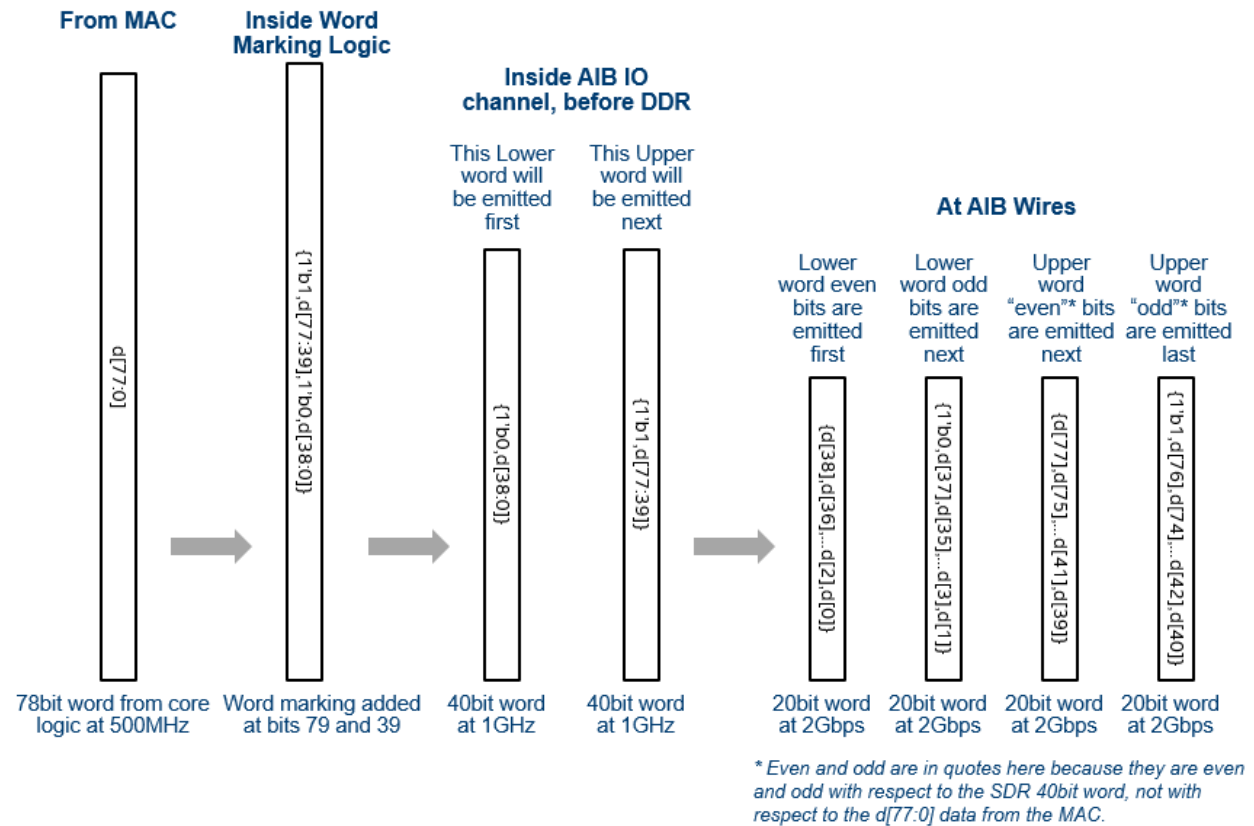 From MAC
d[77:0]
78bit word from core
logic at 500MHz
Inside Word
Marking Logic
{1'b1,d[77:39],1'b0,d[38:0]}
Word marking added
at bits 79 and 39
Inside AIB IO
channel, before DDR
This Lower
word will
be emitted
first
{1'b0,d[38:0]}
40bit word
at 1GHz
This Upper
word will
be emitted
next
{1'b1,d[77:39]}
40bit word
at 1GHz
At AIB Wires
Lower
word even
bits are
emitted
first
{d[38],d[36],...d[2],d[0]}
20bit word
at 2Gbps
Lower
word odd
bits are
emitted
next
{1'b0,d[37],d[35],...d[3],d[1]}
20bit word
at 2Gbps
Upper
word
“even”* bits
are emitted
next
{d[77],d[75],...d[41],d[39]}
20bit word
at 2Gbps
Upper
word
“odd”* bits
are emitted
last
{1'b1,d[76],d[74],...d[42],d[40]}
20bit word
at 2Gbps
* Even and odd are in quotes here because they are even
and odd with respect to the SDR 40bit word, not with
respect to the d[77:0] data from the MAC.